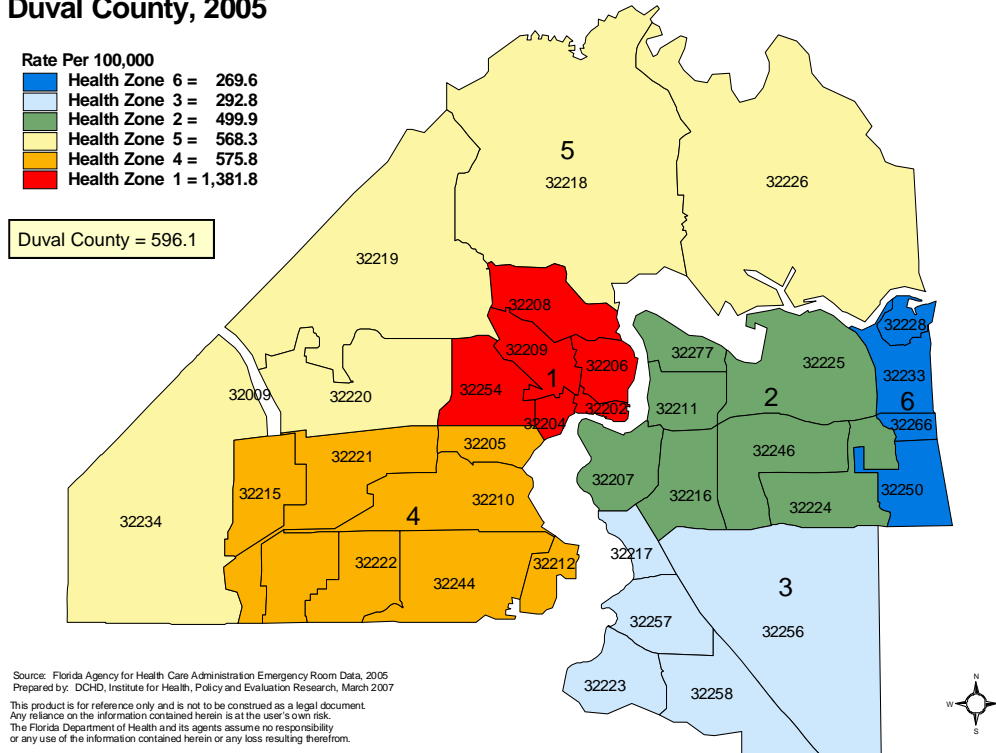 Duval County, 2005
Rate Per 100,000
Health Zone 6 = 269.6
Health Zone 3 = 292.8
Health Zone 2 = 499.9
Health Zone 5 = 568.3
Health Zone 4 = 575.8
Health Zone 1 = 1,381.8
Duval County = 596.1
5
32218
32226
32219
32208
32228
32209
32277
32225
32206
32233
1
32009
32220
32254
2
6
32211
32202
32204
32266
32205
32221
32246
32207
32215
32210
32216
32250
32224
4
32234
32217
32222
32212
32244
3
32257
32256
32223
32258
Source: Florida Agency for Health Care Administration Emergency Room Data, 2005
Prepared by: DCHD, Institute for Health, Policy and Evaluation Research, March 2007
This product is for reference only and is not to be construed as a legal document.
Any reliance on the information contained herein is at the user's own risk.
The Florida Department of Health and its agents assume no responsibility
or any use of the information contained herein or any loss resulting therefrom.
N
W
E
S